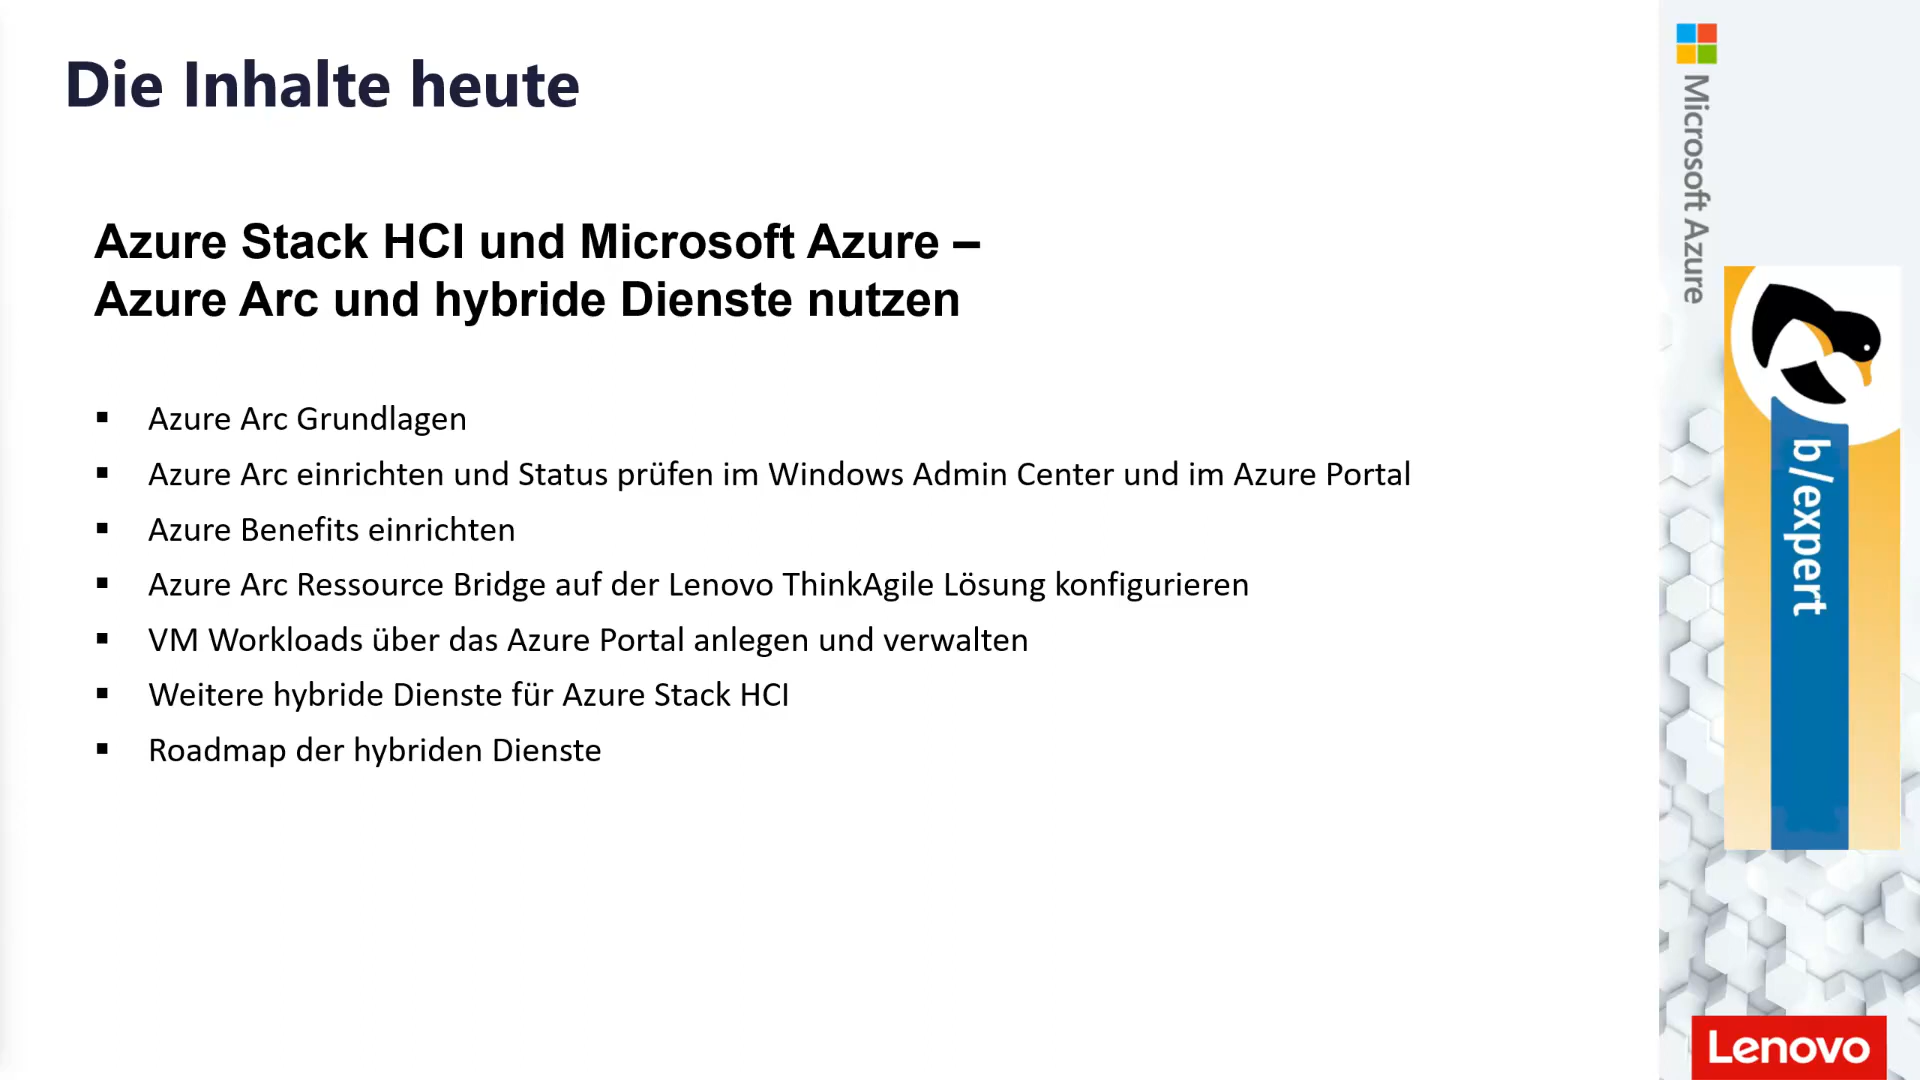 Die Inhalte heute
Azure Stack HCI und Microsoft Azure –
Azure Arc und hybride Dienste nutzen
▪ Azure Arc Grundlagen
▪ Azure Arc einrichten und Status prüfen im Windows Admin Center und im Azure Portal
▪ Azure Benefits einrichten
▪ Azure Arc Ressource Bridge auf der Lenovo ThinkAgile Lösung konfigurieren
▪ VM Workloads über das Azure Portal anlegen und verwalten
▪ Weitere hybride Dienste für Azure Stack HCI
▪ Roadmap der hybriden Dienste
Microsoft Azure
b/expert
Lenovo